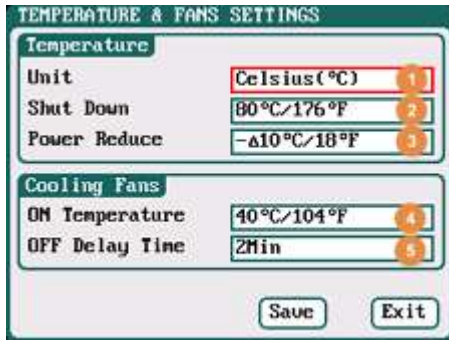 TEMPERATURE & FANS SETTINGS
Temperature
Unit Celsius(°C) 1
Shut Down 80°C/176°F 2
Power Reduce -Δ10°C/18°F 3
Cooling Fans
ON Temperature 40°C/104°F 4
OFF Delay Time 2Min 5
Save Exit